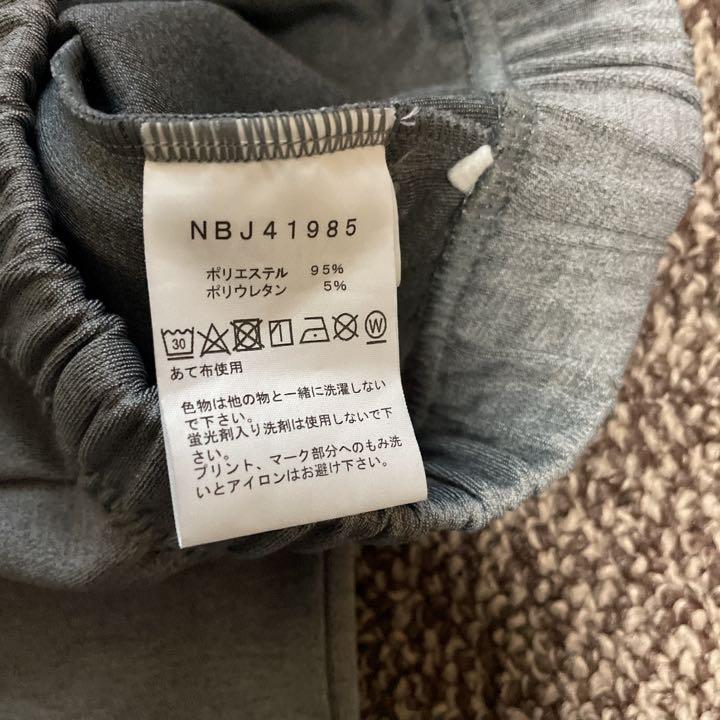 NBJ41985
ポリエステル 95%
ポリウレタン 5%
30 W
あて布使用
色物は他の物と一緒に洗濯しない
で下さい。
蛍光剤入り洗剤は使用しないで下
さい。
プリント、マーク部分へのもみ洗
いとアイロンはお避け下さい。